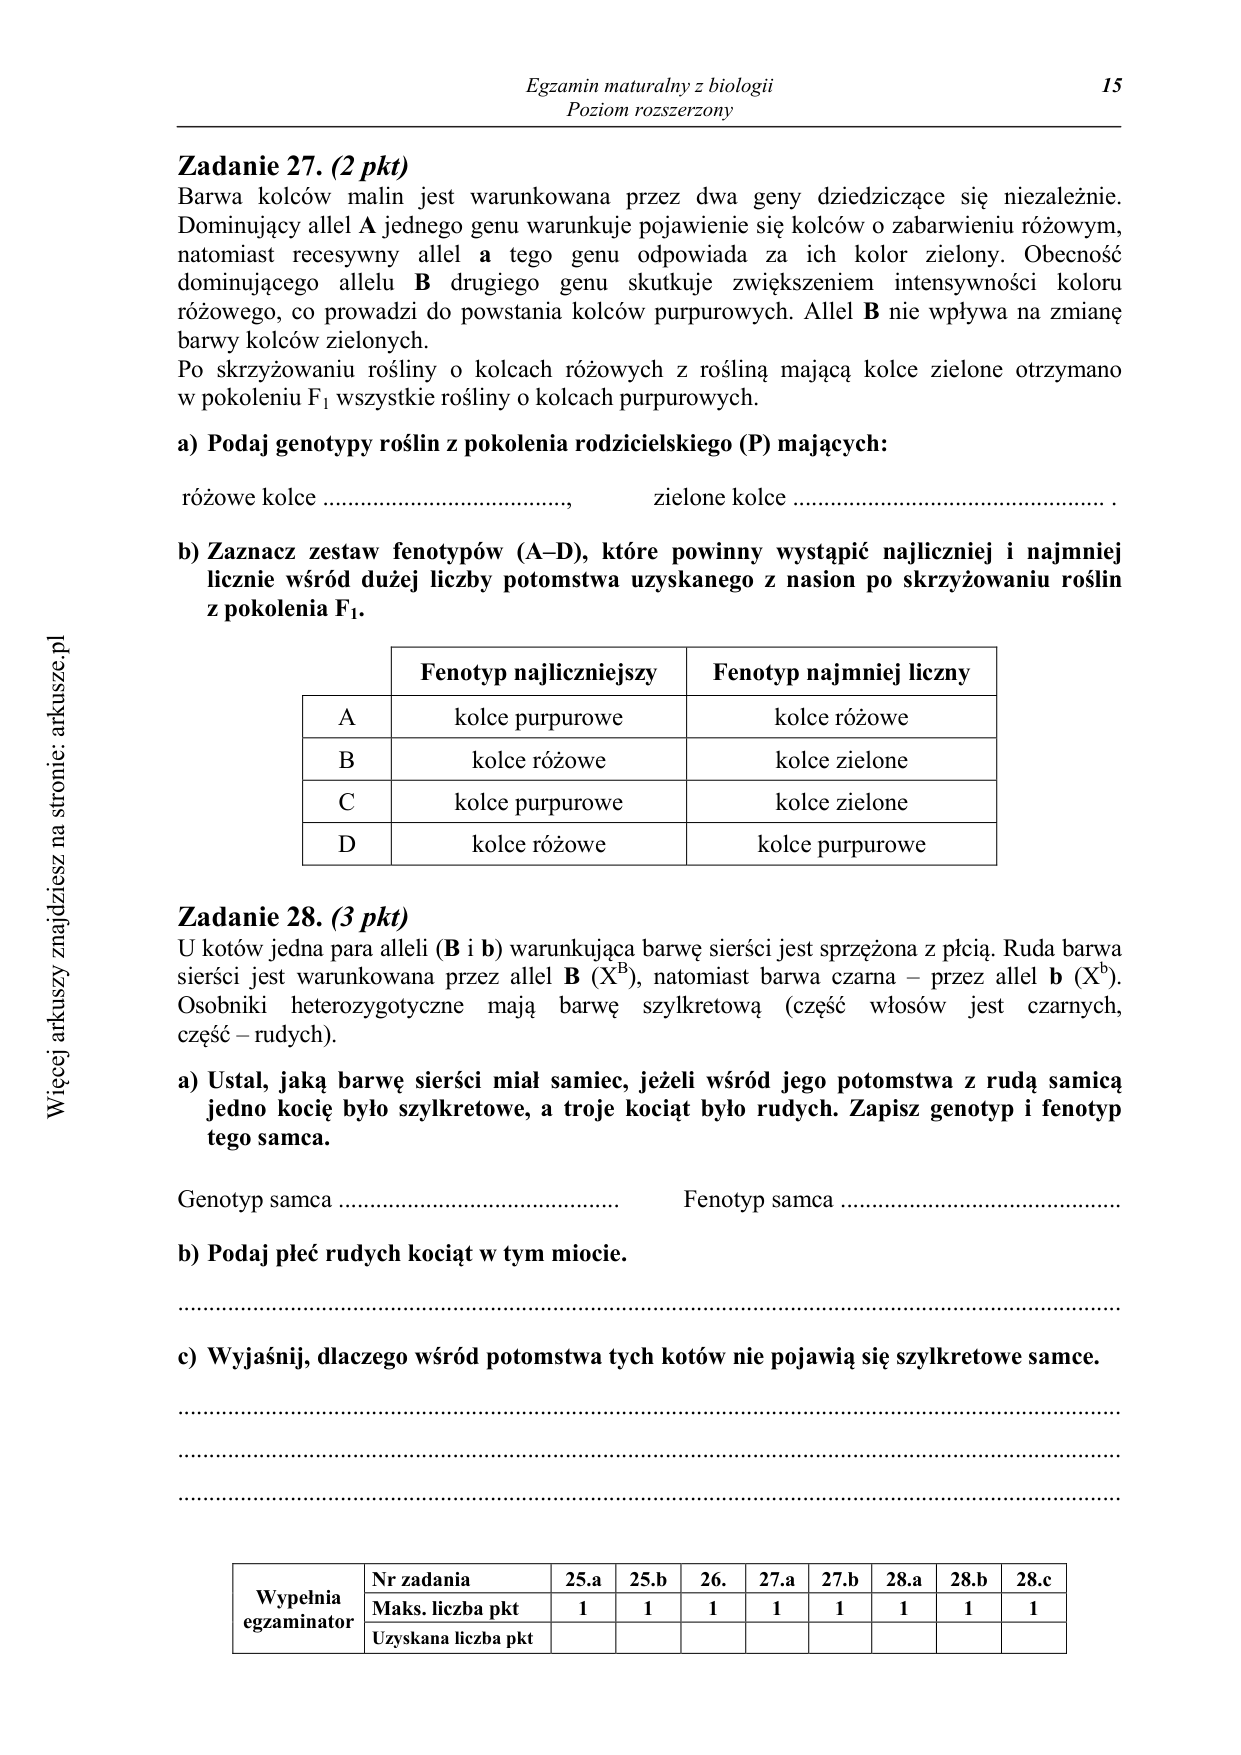 Egzamin maturalny z biologii
15
Poziom rozszerzony
Zadanie 27. (2 pkt)
Barwa kolców malin jest warunkowana przez dwa geny dziedziczące się niezależnie.
Dominujący allel A jednego genu warunkuje pojawienie się kolców o zabarwieniu różowym,
natomiast recesywny allel a tego genu odpowiada za ich kolor zielony. Obecność
dominującego allelu B drugiego genu skutkuje zwiększeniem intensywności koloru
różowego, co prowadzi do powstania kolców purpurowych. Allel B nie wpływa na zmianę
barwy kolców zielonych.
Po skrzyżowaniu rośliny o kolcach różowych z rośliną mającą kolce zielone otrzymano
w pokoleniu F1 wszystkie rośliny o kolcach purpurowych.
a) Podaj genotypy roślin z pokolenia rodzicielskiego (P) mających:
różowe kolce ......................................., zielone kolce .................................................. .
b) Zaznacz zestaw fenotypów (A–D), które powinny wystąpić najliczniej i najmniej
licznie wśród dużej liczby potomstwa uzyskanego z nasion po skrzyżowaniu roślin
z pokolenia F1.
Fenotyp najliczniejszy Fenotyp najmniej liczny
A kolce purpurowe kolce różowe
B kolce różowe kolce zielone
C kolce purpurowe kolce zielone
D kolce różowe kolce purpurowe
Zadanie 28. (3 pkt)
U kotów jedna para alleli (B i b) warunkująca barwę sierści jest sprzężona z płcią. Ruda barwa
sierści jest warunkowana przez allel B (X^B), natomiast barwa czarna – przez allel b (X^b).
Osobniki heterozygotyczne mają barwę szylkretową (część włosów jest czarnych,
część – rudych).
a) Ustal, jaką barwę sierści miał samiec, jeżeli wśród jego potomstwa z rudą samicą
jedno kocię było szylkretowe, a troje kociąt było rudych. Zapisz genotyp i fenotyp
tego samca.
Genotyp samca ............................................. Fenotyp samca .............................................
b) Podaj płeć rudych kociąt w tym miocie.
.......................................................................................................................................................
c) Wyjaśnij, dlaczego wśród potomstwa tych kotów nie pojawią się szylkretowe samce.
.......................................................................................................................................................
.......................................................................................................................................................
.......................................................................................................................................................
Wypełnia egzaminator
Nr zadania 25.a 25.b 26. 27.a 27.b 28.a 28.b 28.c
Maks. liczba pkt 1 1 1 1 1 1 1 1
Uzyskana liczba pkt
Więcej arkuszy znajdziesz na stronie: arkusze.pl